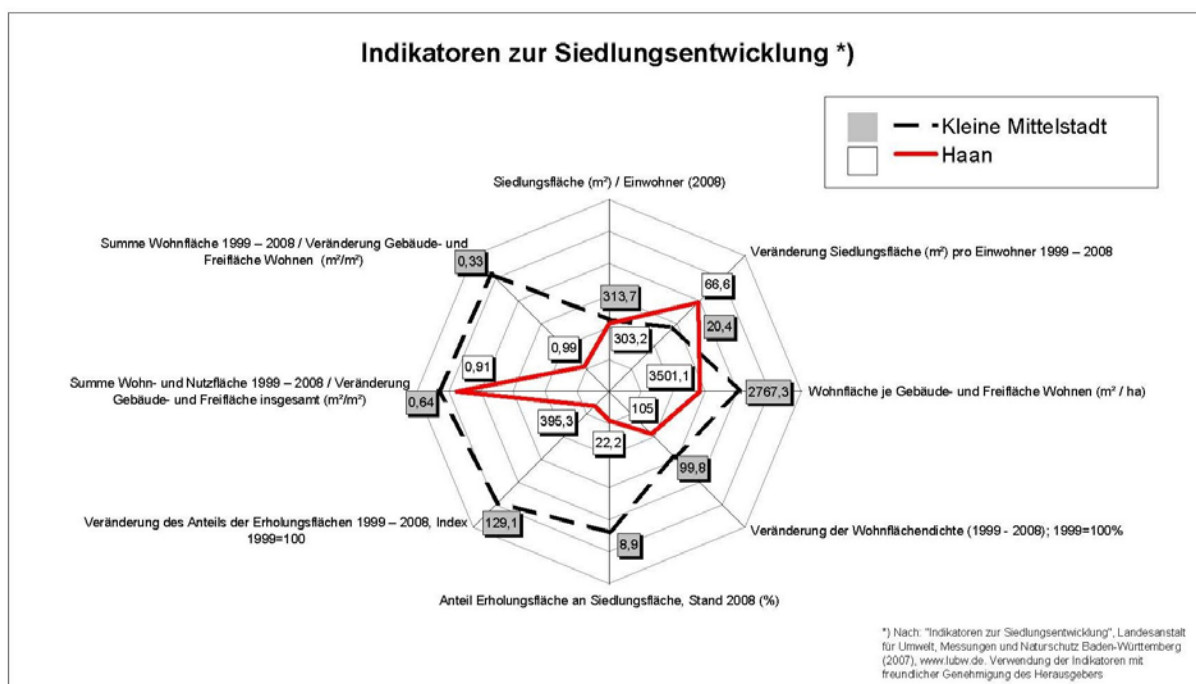 Indikatoren zur Siedlungsentwicklung *)
Kleine Mittelstadt
Haan
Siedlungsfläche (m²) / Einwohner (2008)
Summe Wohnfläche 1999 – 2008 / Veränderung Gebäude- und
Freifläche Wohnen (m²/m²)
Veränderung Siedlungsfläche (m²) pro Einwohner 1999 – 2008
0,33
66,6
313,7
20,4
303,2
0,99
0,91
3501,1
Summe Wohn- und Nutzfläche 1999 – 2008 / Veränderung
Gebäude- und Freifläche insgesamt (m²/m²)
0,64
2767,3
Wohnfläche je Gebäude- und Freifläche Wohnen (m² / ha)
395,3
105
22,2
99,8
Veränderung des Anteils der Erholungsflächen 1999 – 2008, Index
1999=100
129,1
8,9
Veränderung der Wohnflächendichte (1999 - 2008); 1999=100%
Anteil Erholungsfläche an Siedlungsfläche, Stand 2008 (%)
*) Nach: "Indikatoren zur Siedlungsentwicklung", Landesanstalt
für Umwelt, Messungen und Naturschutz Baden-Württemberg
(2007), www.lubw.de. Verwendung der Indikatoren mit
freundlicher Genehmigung des Herausgebers